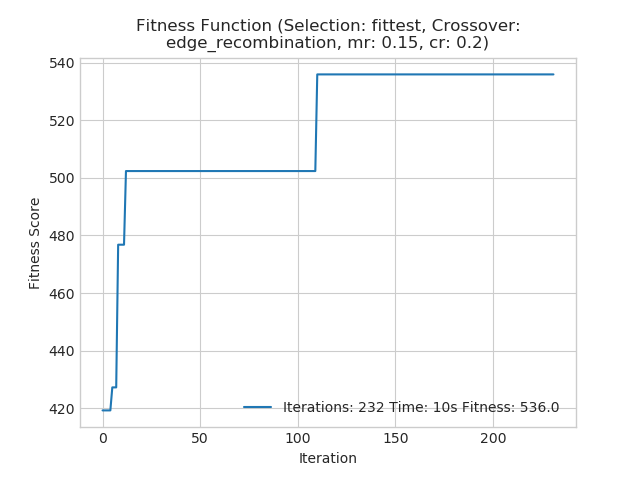 Fitness Function (Selection: fittest, Crossover:
edge_recombination, mr: 0.15, cr: 0.2)
540
520
500
480
460
440
420
Fitness Score
Iterations: 232 Time: 10s Fitness: 536.0
0 50 100 150 200
Iteration